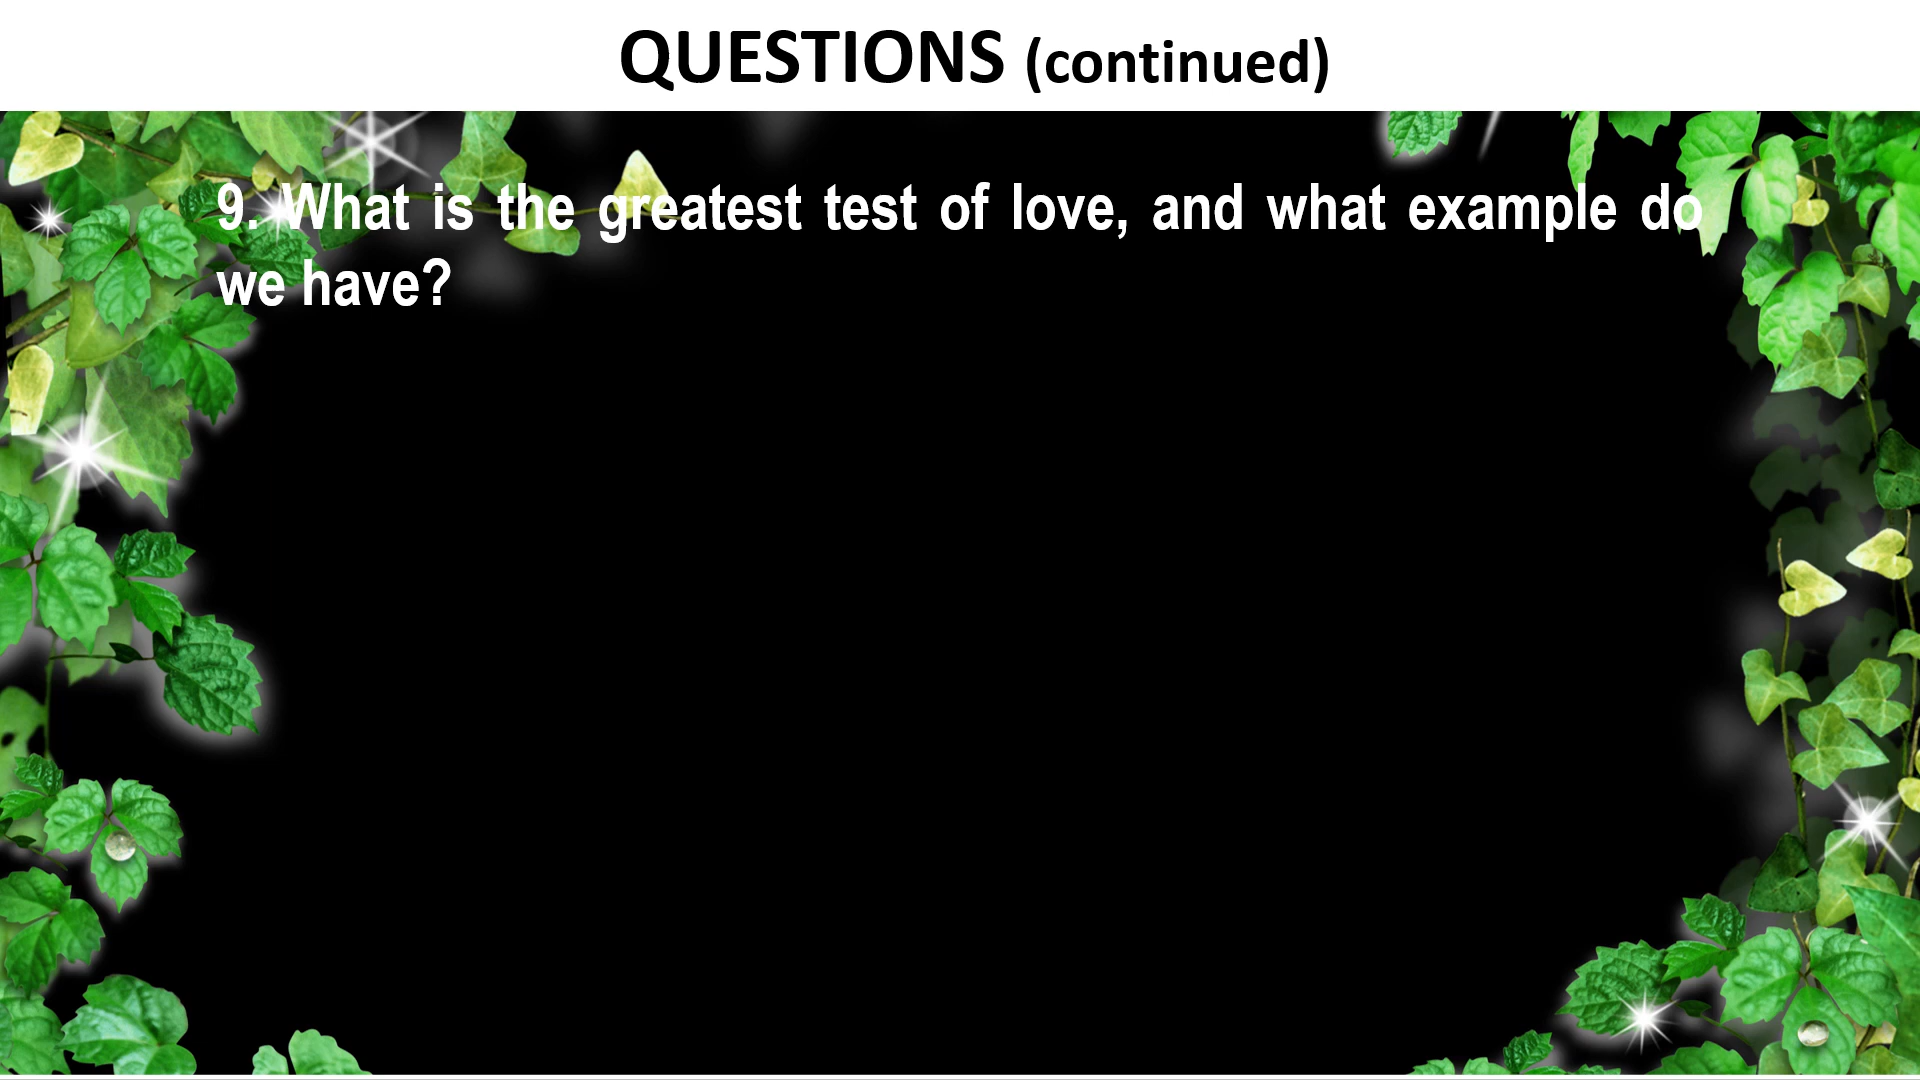 QUESTIONS (continued)
9. What is the greatest test of love, and what example do
we have?